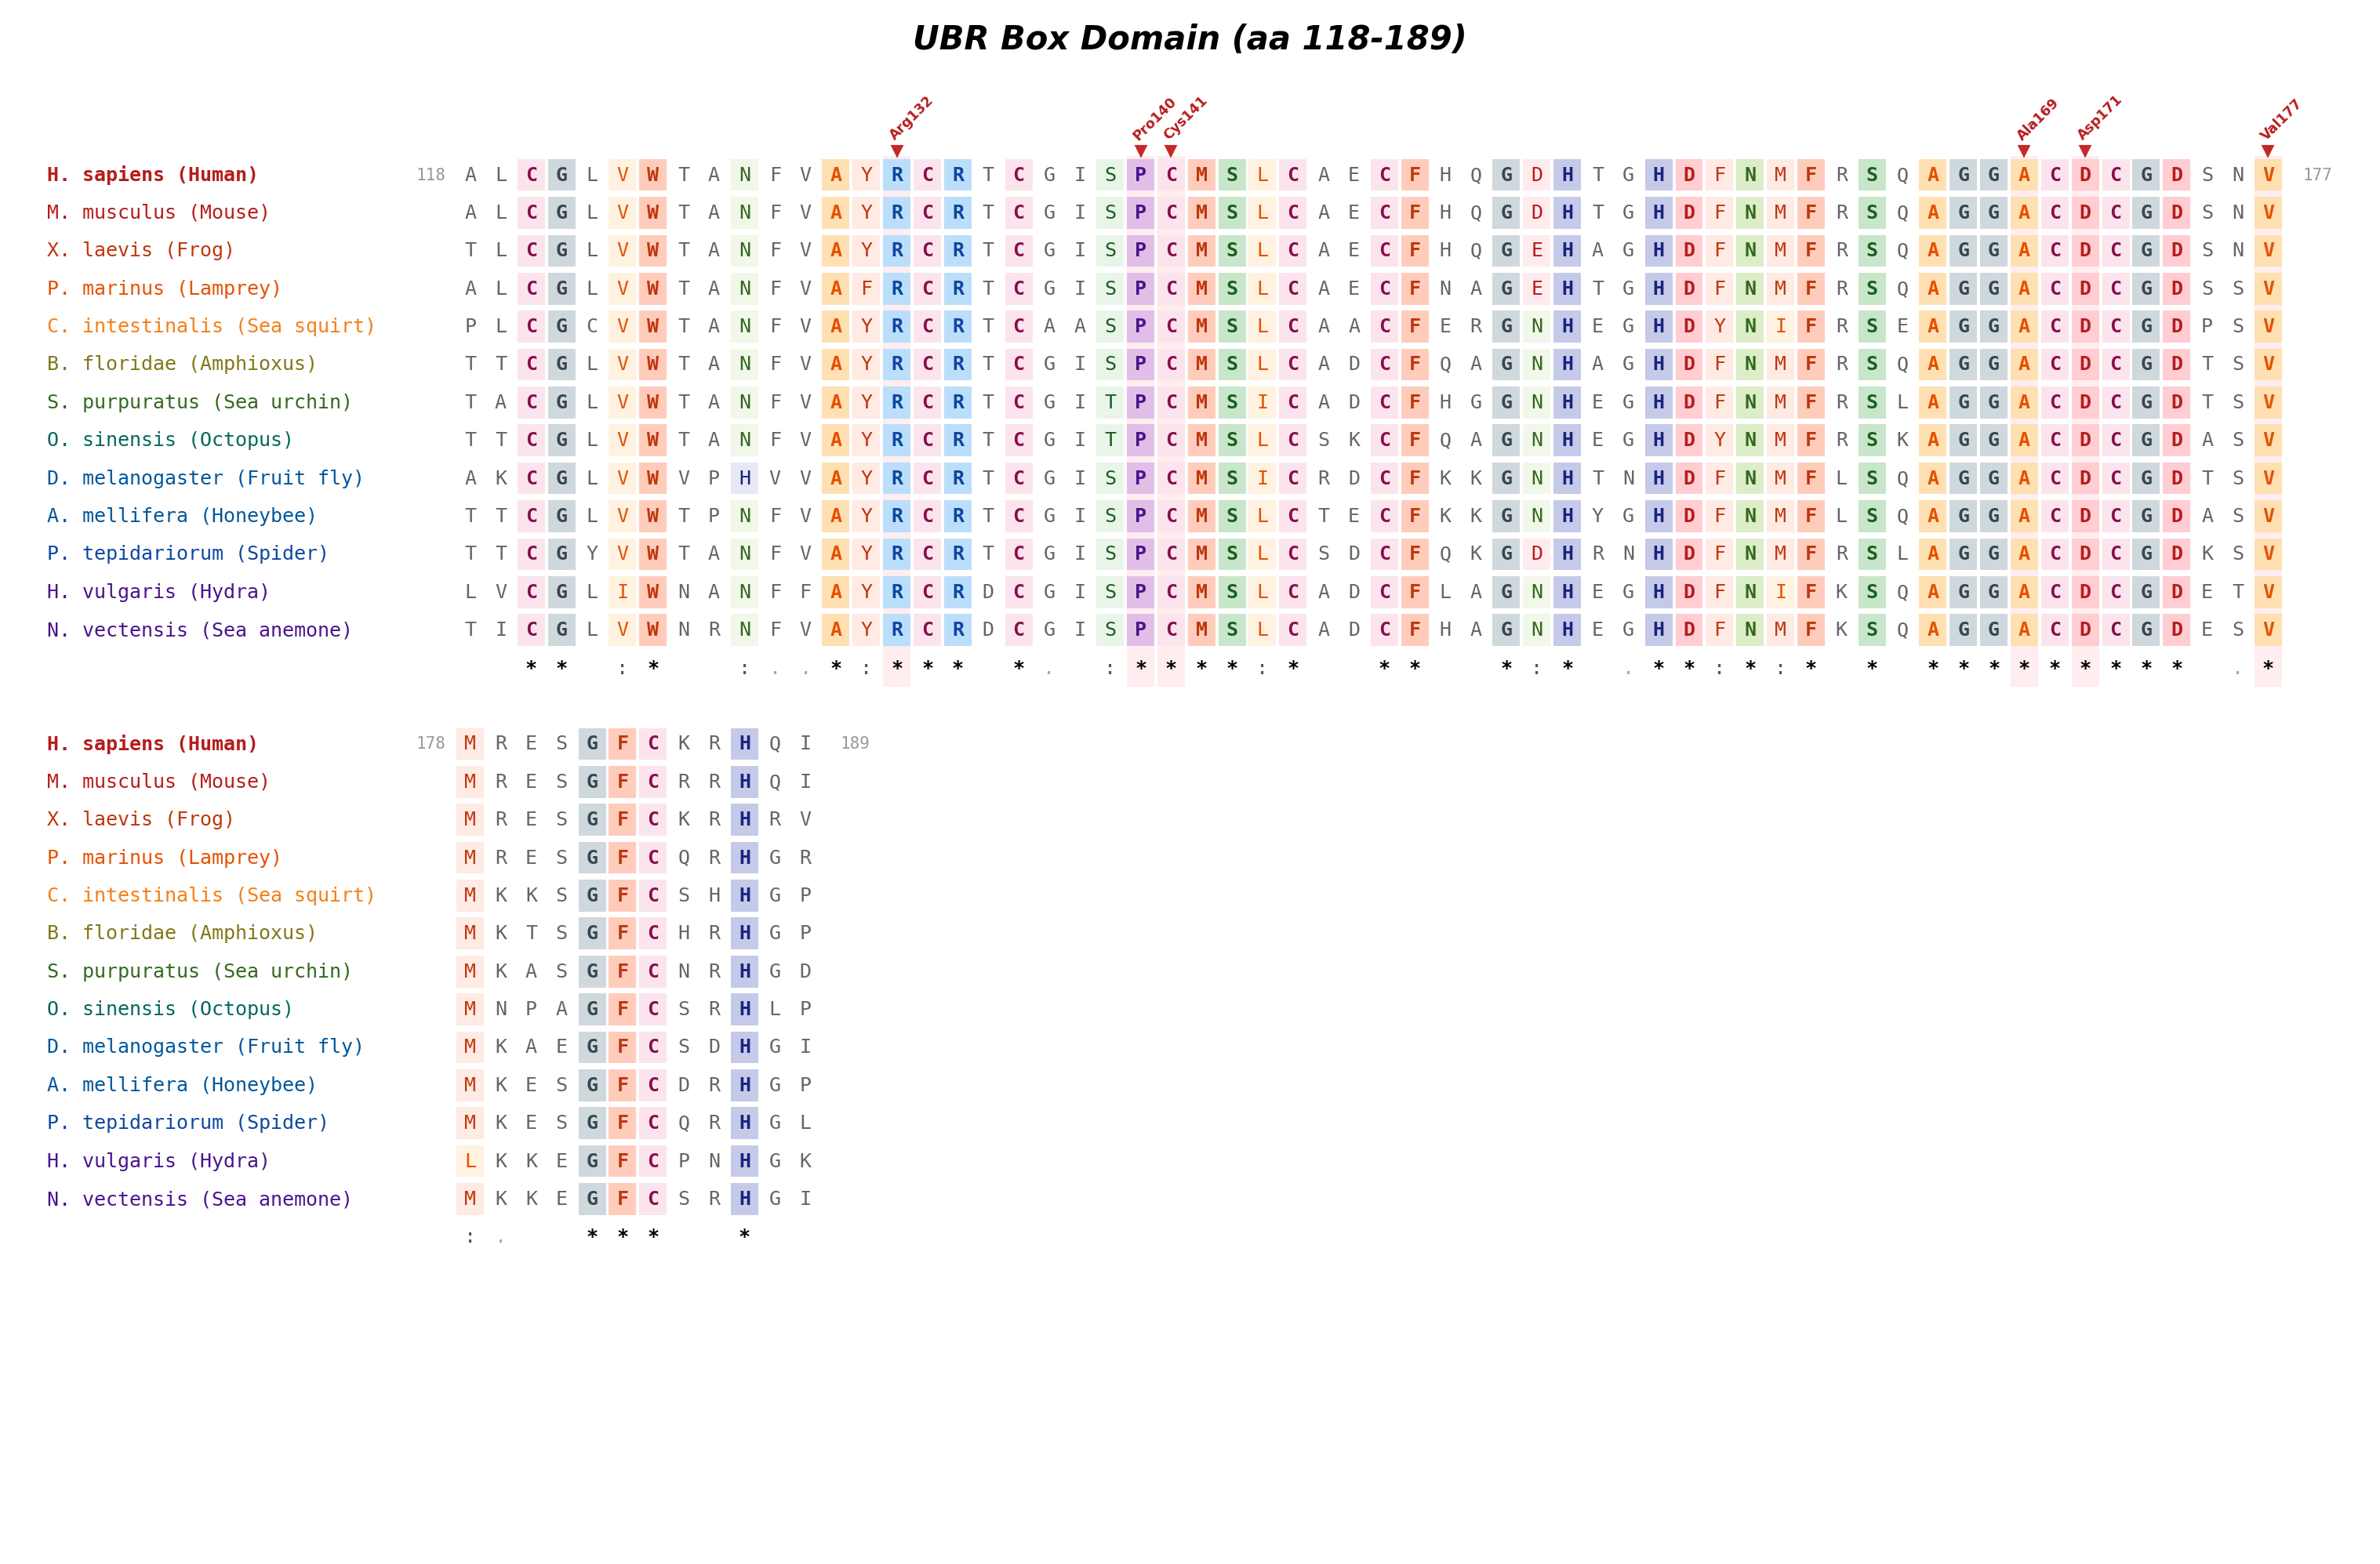 UBR Box Domain (aa 118-189)
Arg132 Pro140 Cys141 Ala169 Asp171 Val177
H. sapiens (Human) 118 A L C G L V W T A N F V A Y R C R T C G I S P C M S L C A E C F H Q G D H T G H D F N M F R S Q A G G A C D C G D S N V 177
M. musculus (Mouse) A L C G L V W T A N F V A Y R C R T C G I S P C M S L C A E C F H Q G D H T G H D F N M F R S Q A G G A C D C G D S N V
X. laevis (Frog) T L C G L V W T A N F V A Y R C R T C G I S P C M S L C A E C F H Q G E H A G H D F N M F R S Q A G G A C D C G D S N V
P. marinus (Lamprey) A L C G L V W T A N F V A F R C R T C G I S P C M S L C A E C F N A G E H T G H D F N M F R S Q A G G A C D C G D S S V
C. intestinalis (Sea squirt) P L C G C V W T A N F V A Y R C R T C A A S P C M S L C A A C F E R G N H E G H D Y N I F R S E A G G A C D C G D P S V
B. floridae (Amphioxus) T T C G L V W T A N F V A Y R C R T C G I S P C M S L C A D C F Q A G N H A G H D F N M F R S Q A G G A C D C G D T S V
S. purpuratus (Sea urchin) T A C G L V W T A N F V A Y R C R T C G I T P C M S I C A D C F H G G N H E G H D F N M F R S L A G G A C D C G D T S V
O. sinensis (Octopus) T T C G L V W T A N F V A Y R C R T C G I T P C M S L C S K C F Q A G N H E G H D Y N M F R S K A G G A C D C G D A S V
D. melanogaster (Fruit fly) A K C G L V W V P H V V A Y R C R T C G I S P C M S I C R D C F K K G N H T N H D F N M F L S Q A G G A C D C G D T S V
A. mellifera (Honeybee) T T C G L V W T P N F V A Y R C R T C G I S P C M S L C T E C F K K G N H Y G H D F N M F L S Q A G G A C D C G D A S V
P. tepidariorum (Spider) T T C G Y V W T A N F V A Y R C R T C G I S P C M S L C S D C F Q K G D H R N H D F N M F R S L A G G A C D C G D K S V
H. vulgaris (Hydra) L V C G L I W N A N F F A Y R C R D C G I S P C M S L C A D C F L A G N H E G H D F N I F K S Q A G G A C D C G D E T V
N. vectensis (Sea anemone) T I C G L V W N R N F V A Y R C R D C G I S P C M S L C A D C F H A G N H E G H D F N M F K S Q A G G A C D C G D E S V
* * : * : . . * : * * * * . : * * * * : * * * * : * . * * : * : * * * * * * * * * * * . *
H. sapiens (Human) 178 M R E S G F C K R H Q I 189
M. musculus (Mouse) M R E S G F C R R H Q I
X. laevis (Frog) M R E S G F C K R H R V
P. marinus (Lamprey) M R E S G F C Q R H G R
C. intestinalis (Sea squirt) M K K S G F C S H H G P
B. floridae (Amphioxus) M K T S G F C H R H G P
S. purpuratus (Sea urchin) M K A S G F C N R H G D
O. sinensis (Octopus) M N P A G F C S R H L P
D. melanogaster (Fruit fly) M K A E G F C S D H G I
A. mellifera (Honeybee) M K E S G F C D R H G P
P. tepidariorum (Spider) M K E S G F C Q R H G L
H. vulgaris (Hydra) L K K E G F C P N H G K
N. vectensis (Sea anemone) M K K E G F C S R H G I
: . * * * *